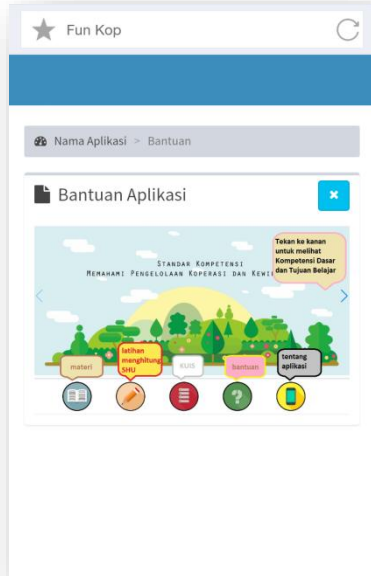 Fun Kop
Nama Aplikasi > Bantuan
Bantuan Aplikasi
Tekan ke kanan
untuk melihat
Kompetensi Dasar
dan Tujuan Belajar
STANDAR KOMPETENSI
MEMAHAMI PENGELOLAAN KOPERASI DAN
materi
latihan
menghitung
SHU
KUIS
bantuan
tentang
aplikasi